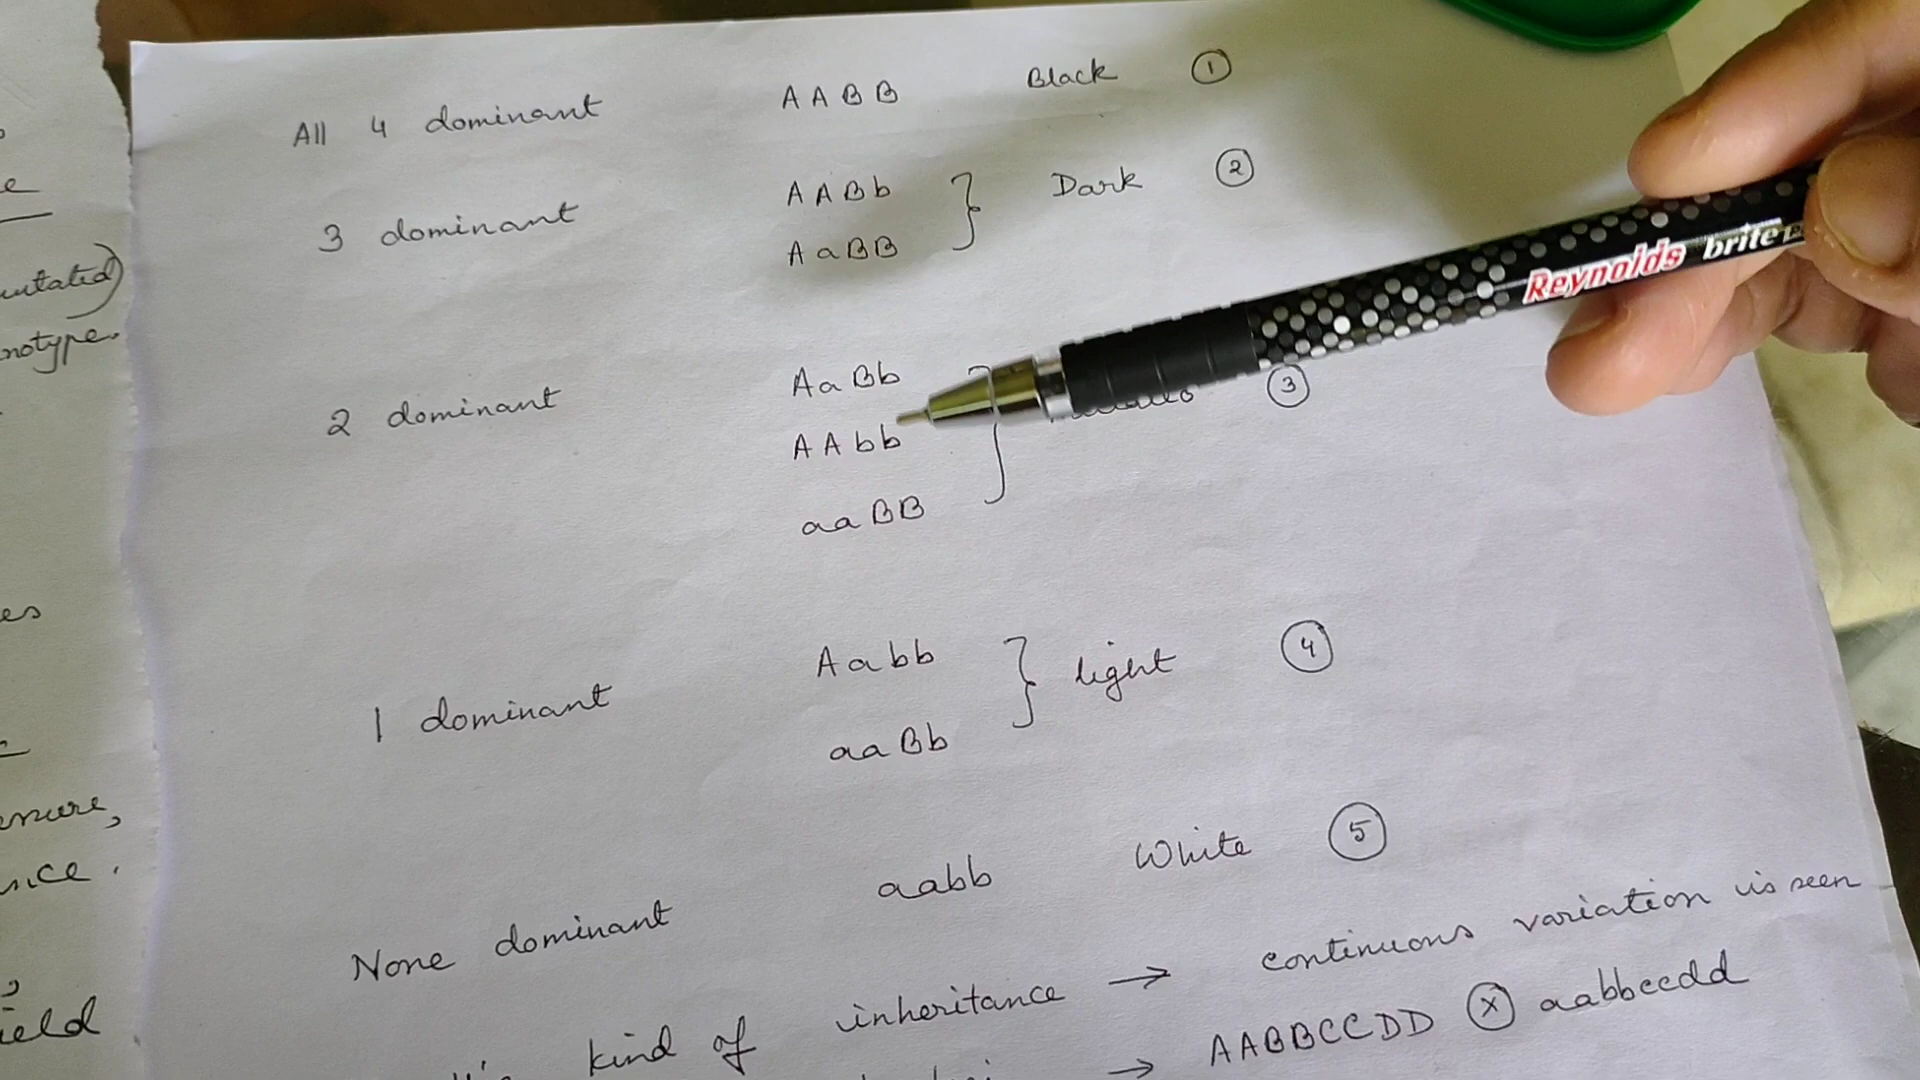 All 4 dominant AABB Black 1
3 dominant AABb Dark 2
AaBB
2 dominant AaBb 3
AAbb
aaBB
1 dominant Aabb light 4
aaBb
None dominant aabb White 5
kind of inheritance → continuous variation is seen
→ AABBCCDD X aabbccdd
Reynolds brite